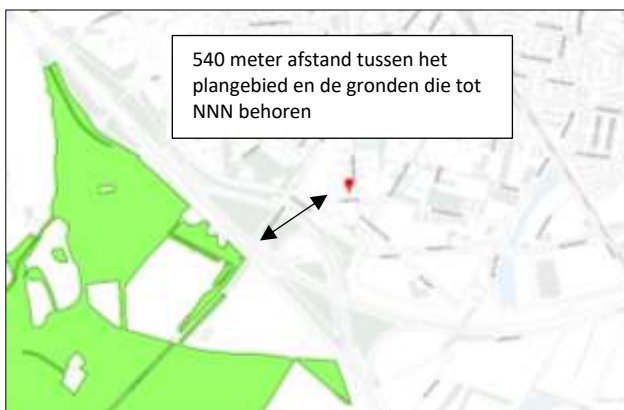 540 meter afstand tussen het
plangebied en de gronden die tot
NNN behoren